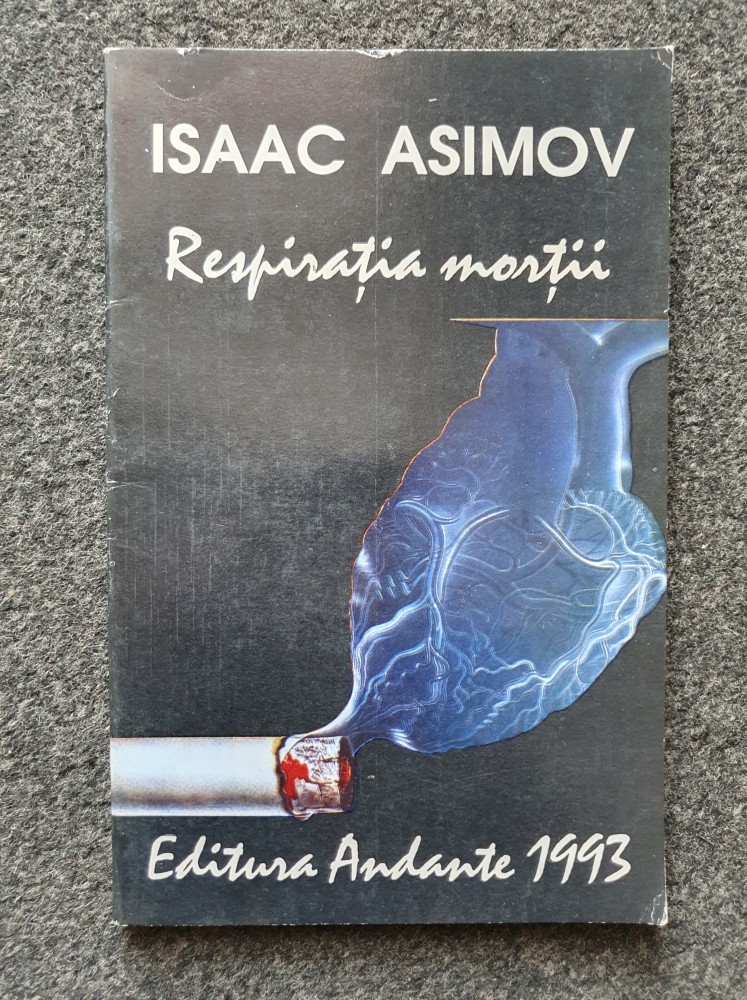 ISAAC ASIMOV
Respirația morții
Editura Andante 1993